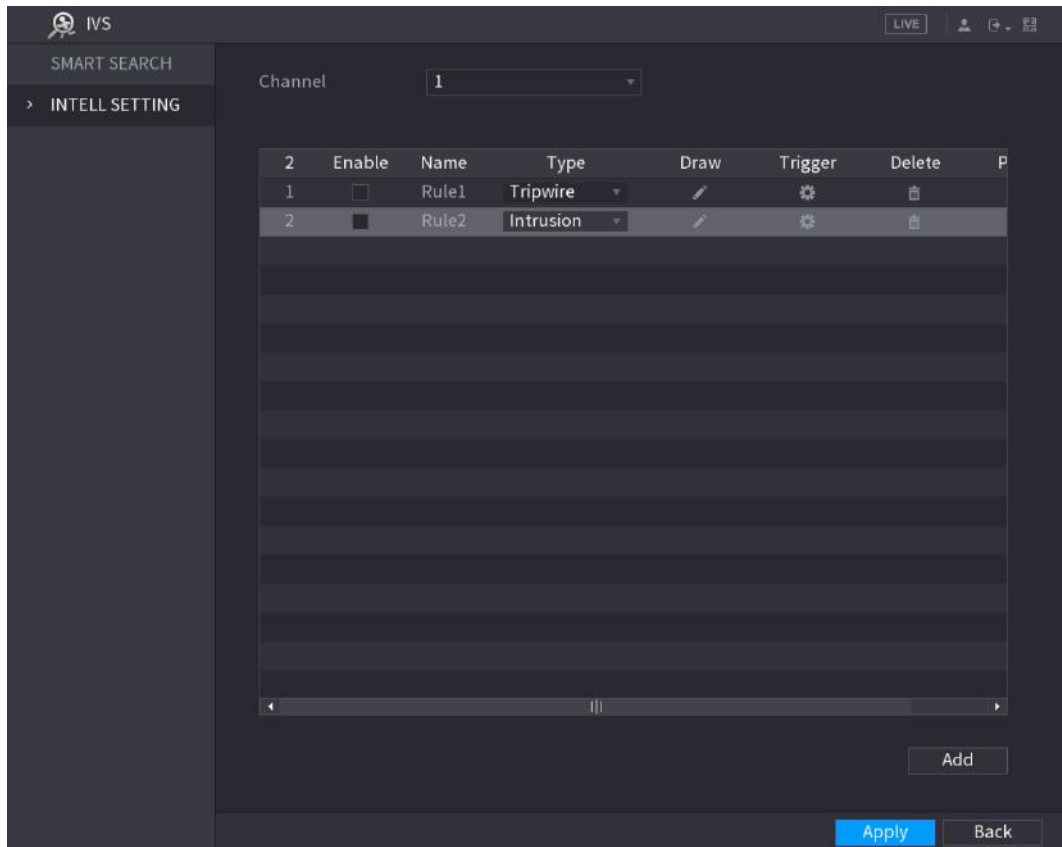 IVS LIVE
SMART SEARCH
Channel 1
INTELL SETTING
2 Enable Name Type Draw Trigger Delete P
1 Rule1 Tripwire
2 Rule2 Intrusion
Add
Apply Back